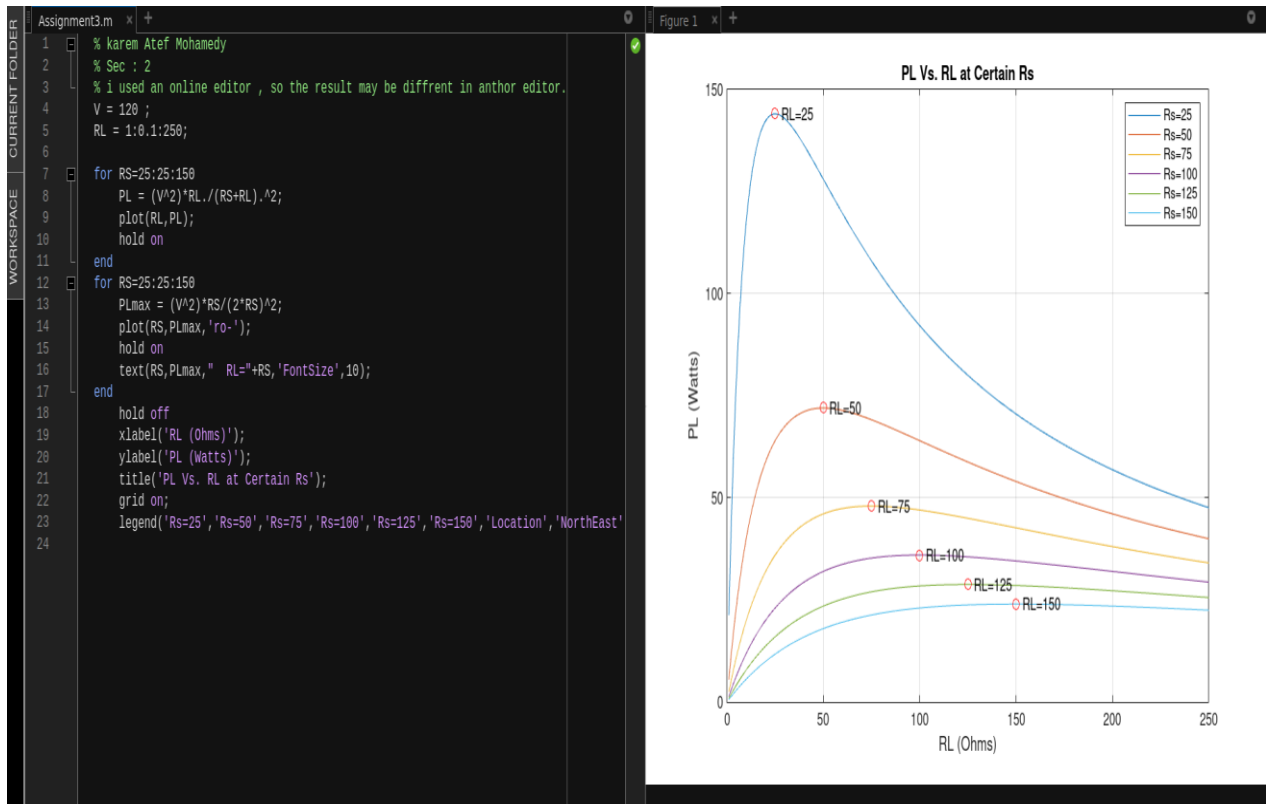 CURRENT FOLDER
WORKSPACE
Assignment3.m × +
1 % karem Atef Mohamedy
2 % Sec : 2
3 % i used an online editor , so the result may be diffrent in anthor editor.
4 V = 120 ;
5 RL = 1:0.1:250;
6
7 for RS=25:25:150
8 PL = (V^2)*RL./(RS+RL).^2;
9 plot(RL,PL);
10 hold on
11 end
12 for RS=25:25:150
13 PLmax = (V^2)*RS/(2*RS)^2;
14 plot(RS,PLmax,'ro-');
15 hold on
16 text(RS,PLmax,"  RL="+RS,'FontSize',10);
17 end
18 hold off
19 xlabel('RL (Ohms)');
20 ylabel('PL (Watts)');
21 title('PL Vs. RL at Certain Rs');
22 grid on;
23 legend('Rs=25','Rs=50','Rs=75','Rs=100','Rs=125','Rs=150','Location','NorthEast'
24
Figure 1 × +
PL Vs. RL at Certain Rs
150
100
50
0
PL (Watts)
RL=25
RL=50
RL=75
RL=100
RL=125
RL=150
Rs=25
Rs=50
Rs=75
Rs=100
Rs=125
Rs=150
0 50 100 150 200 250
RL (Ohms)